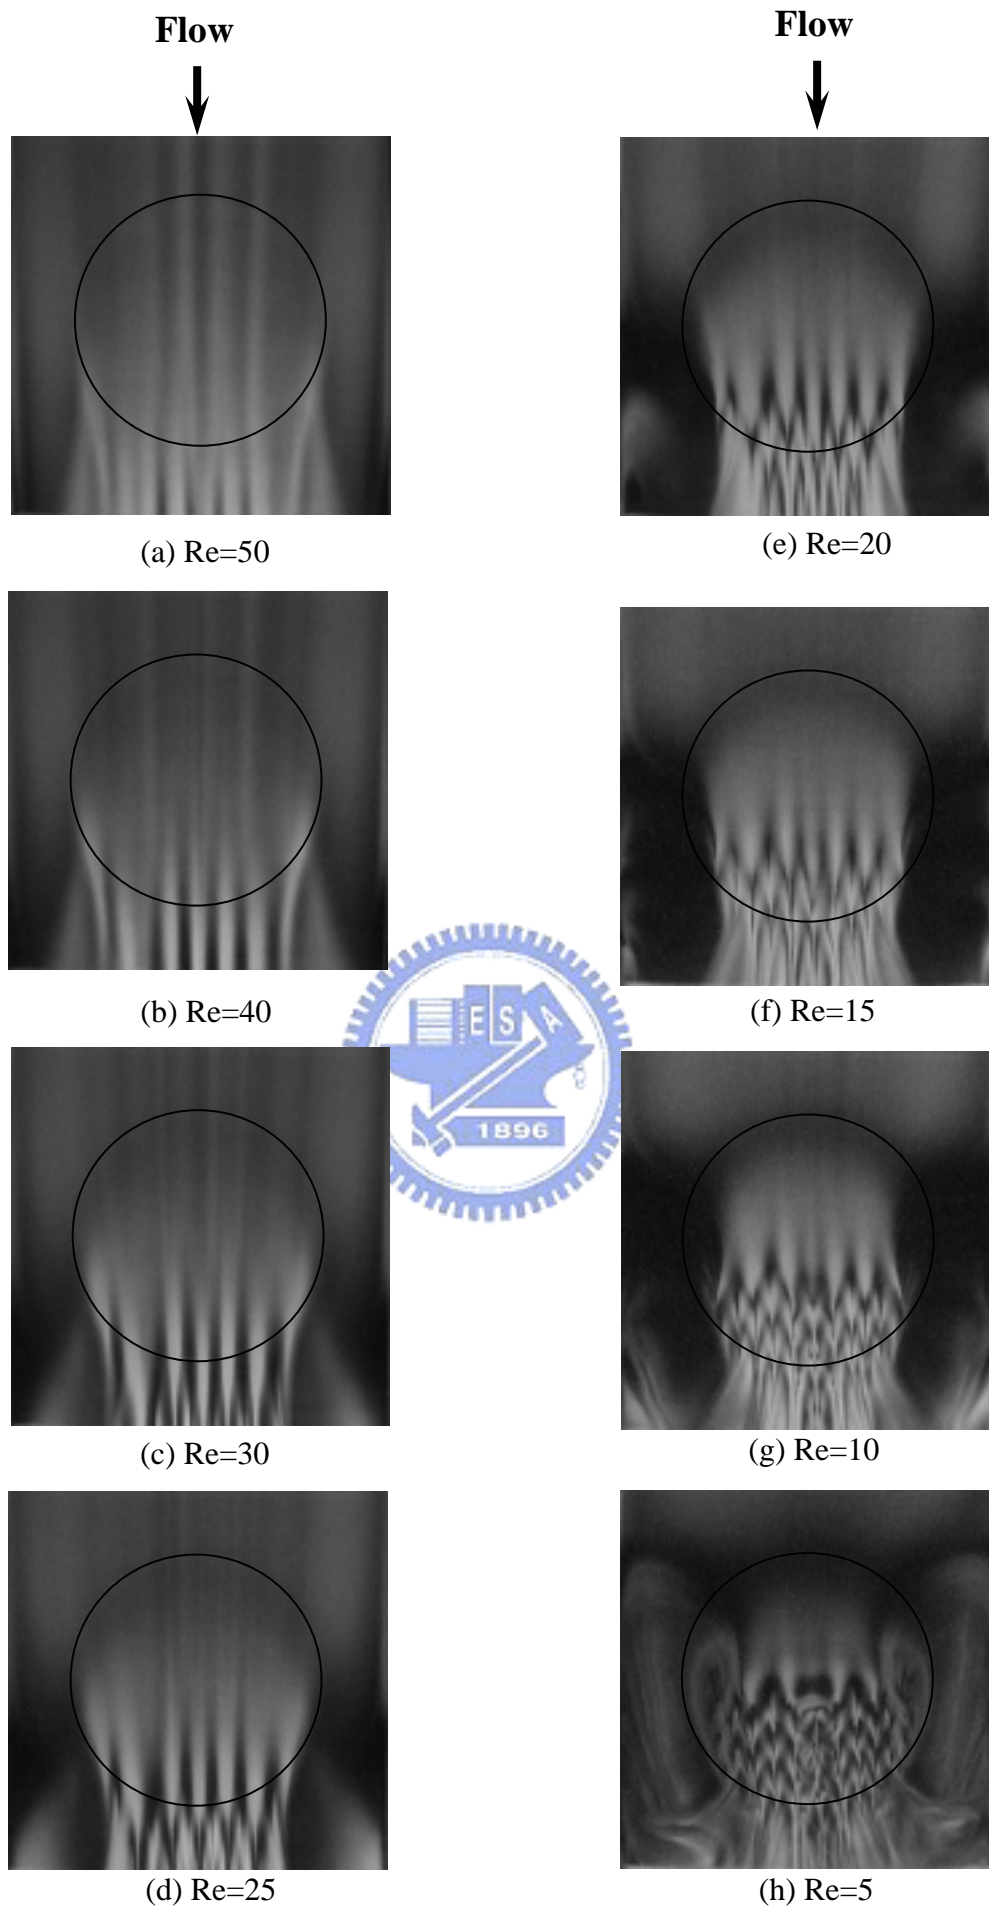 Flow
Flow
(a) Re=50
(e) Re=20
(b) Re=40
(f) Re=15
E S A
1896
(c) Re=30
(g) Re=10
(d) Re=25
(h) Re=5